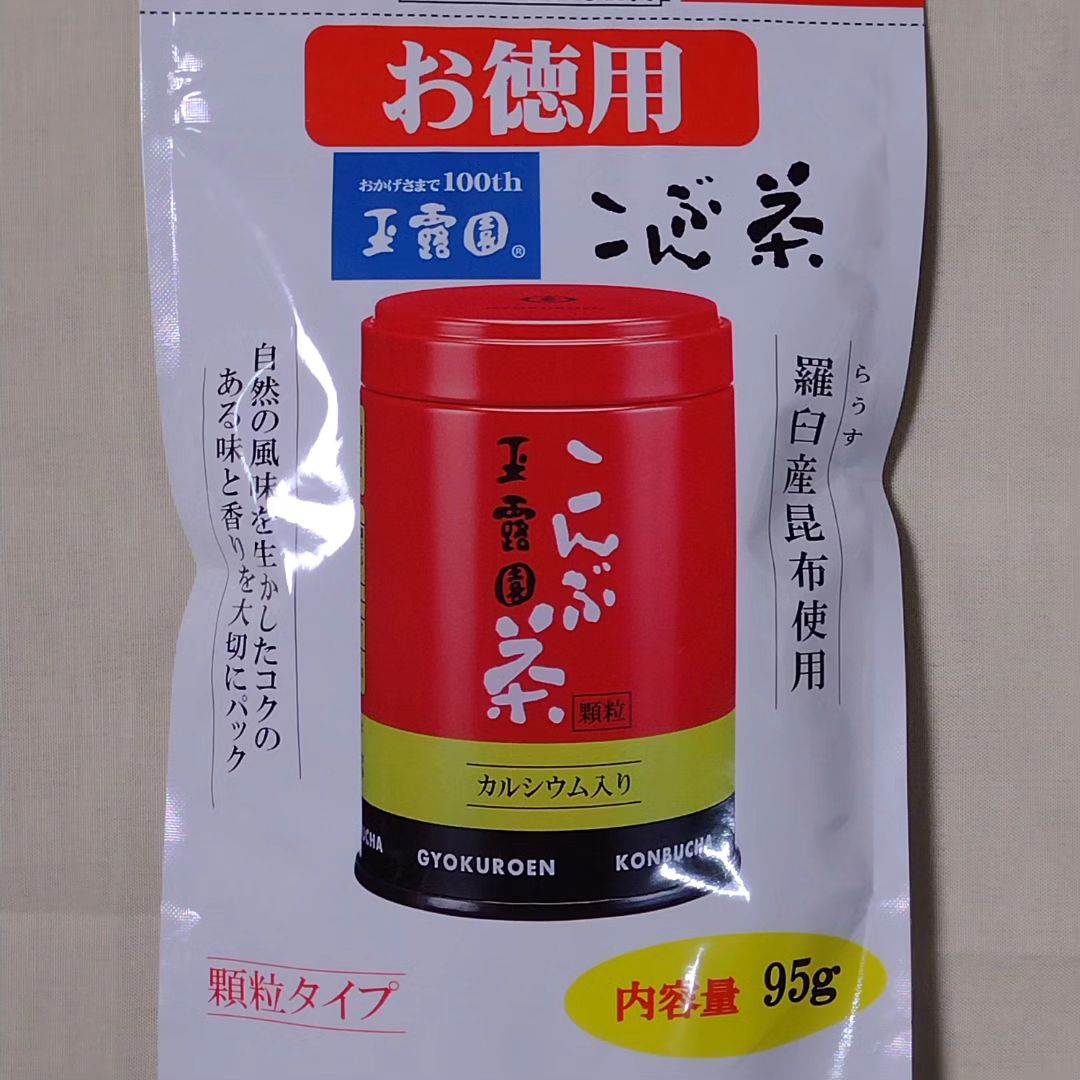 お徳用
おかげさまで100th
玉露園®
こんぶ茶
らうす
羅臼産昆布使用
自然の風味を生かしたコクの
ある味と香りを大切にパック
GYOKUROEN
こんぶ茶
玉露園
顆粒
カルシウム入り
UCHA GYOKUROEN KONBUCHA
顆粒タイプ
内容量 95g